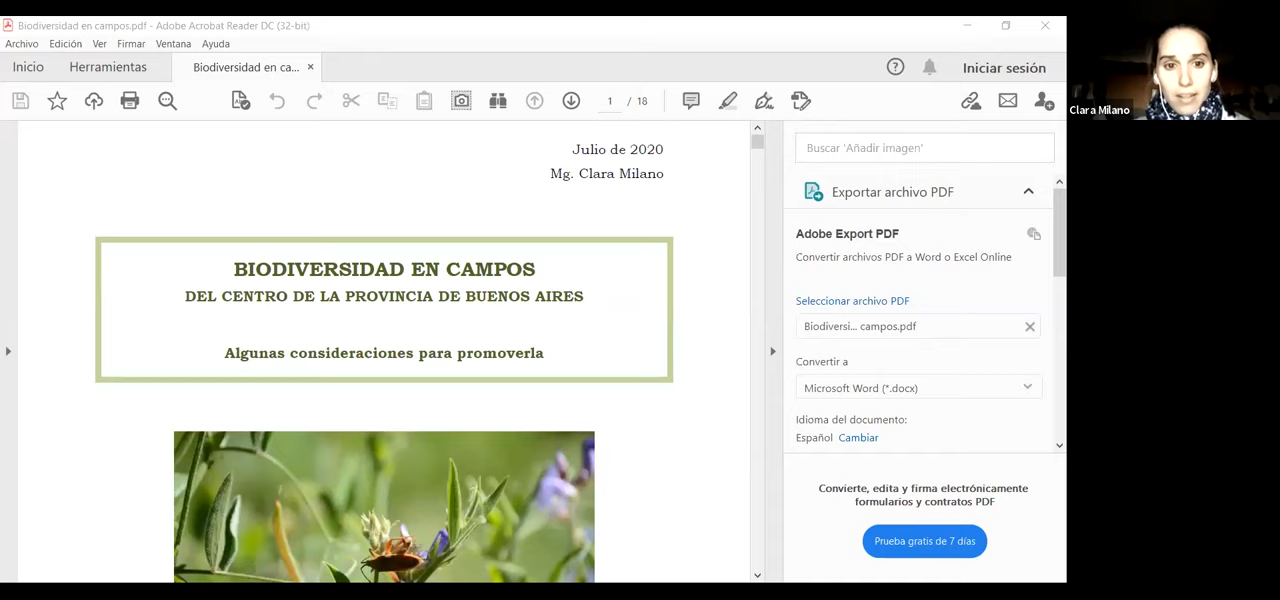 Biodiversidad en campos.pdf - Adobe Acrobat Reader DC (32-bit)
Archivo Edición Ver Firmar Ventana Ayuda
Inicio Herramientas Biodiversidad en ca... × Iniciar sesión
1 / 18
Clara Milano
Julio de 2020
Mg. Clara Milano
BIODIVERSIDAD EN CAMPOS
DEL CENTRO DE LA PROVINCIA DE BUENOS AIRES
Algunas consideraciones para promoverla
Buscar 'Añadir imagen'
Exportar archivo PDF
Adobe Export PDF
Convertir archivos PDF a Word o Excel Online
Seleccionar archivo PDF
Biodiversi... campos.pdf
Convertir a
Microsoft Word (*.docx)
Idioma del documento:
Español Cambiar
Convierte, edita y firma electrónicamente
formularios y contratos PDF
Prueba gratis de 7 días